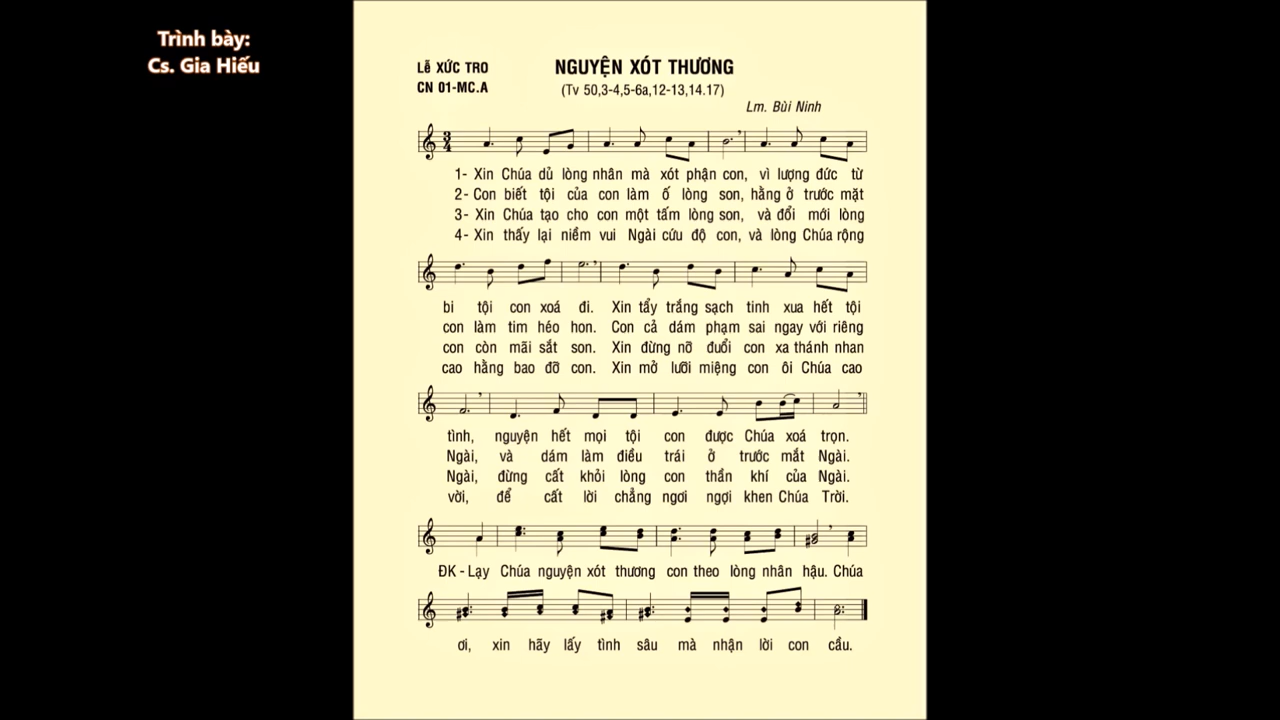 Trình bày:
Cs. Gia Hiếu
LỄ XỨC TRO
CN 01-MC.A
NGUYỆN XÓT THƯƠNG
(Tv 50,3-4,5-6a,12-13,14.17)
Lm. Bùi Ninh
3
4
1- Xin Chúa dủ lòng nhân mà xót phận con, vì lượng đức từ
2- Con biết tội của con làm ố lòng son, hằng ở trước mặt
3- Xin Chúa tạo cho con một tấm lòng son, và đổi mới lòng
4- Xin thấy lại niềm vui Ngài cứu độ con, và lòng Chúa rộng
bi tội con xoá đi. Xin tẩy trắng sạch tinh xua hết tội
con làm tim héo hon. Con cả dám phạm sai ngay với riêng
con còn mãi sắt son. Xin đừng nỡ đuổi con xa thánh nhan
cao hằng bao đỡ con. Xin mở lưỡi miệng con ôi Chúa cao
tình, nguyện hết mọi tội con được Chúa xoá trọn.
Ngài, và dám làm điều trái ở trước mắt Ngài.
Ngài, đừng cất khỏi lòng con thần khí của Ngài.
vời, để cất lời chẳng ngơi ngợi khen Chúa Trời.
ĐK - Lạy Chúa nguyện xót thương con theo lòng nhân hậu. Chúa
ơi, xin hãy lấy tình sâu mà nhận lời con cầu.